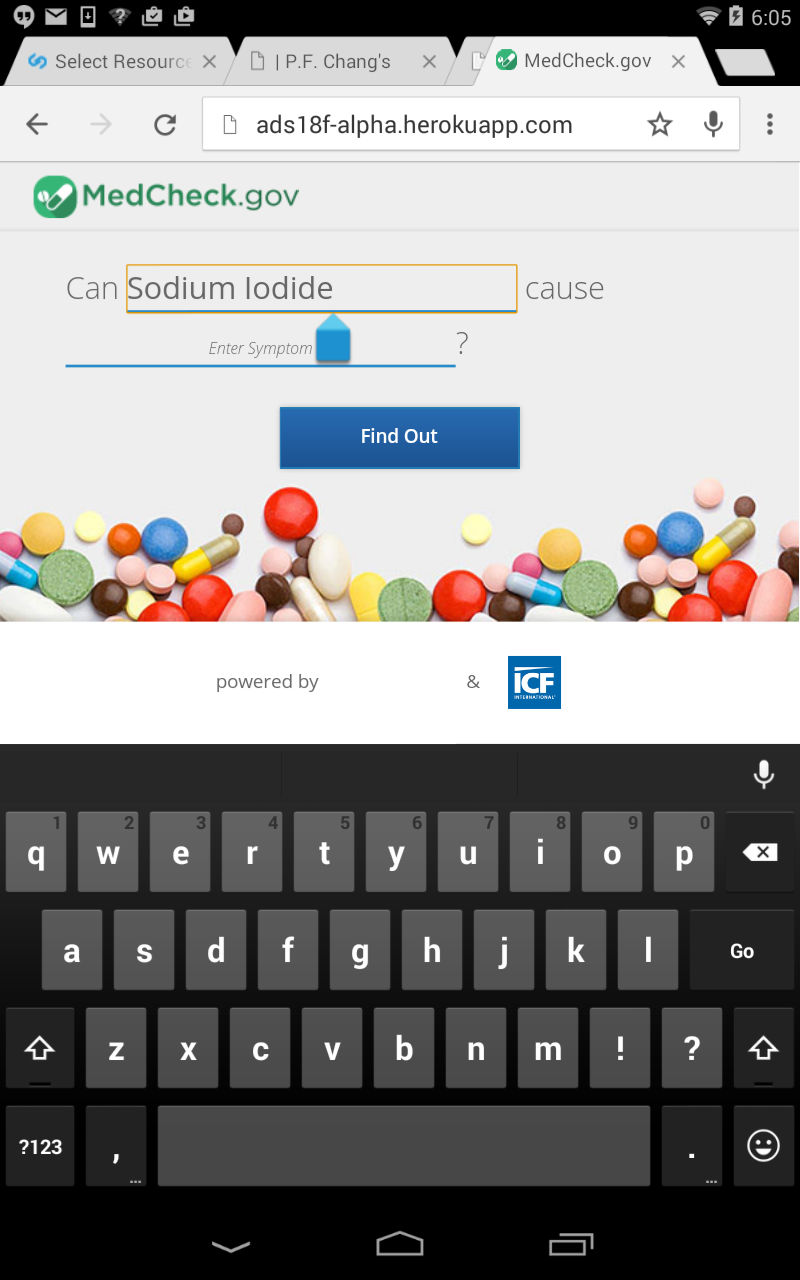 6:05
Select Resource
| P.F. Chang's
MedCheck.gov
ads18f-alpha.herokuapp.com
MedCheck.gov
Can Sodium Iodide cause
Enter Symptom ?
Find Out
powered by & ICF
INTERNATIONAL
1 2 3 4 5 6 7 8 9 0
q w e r t y u i o p
a s d f g h j k l Go
z x c v b n m ! ?
?123 , ... . ...